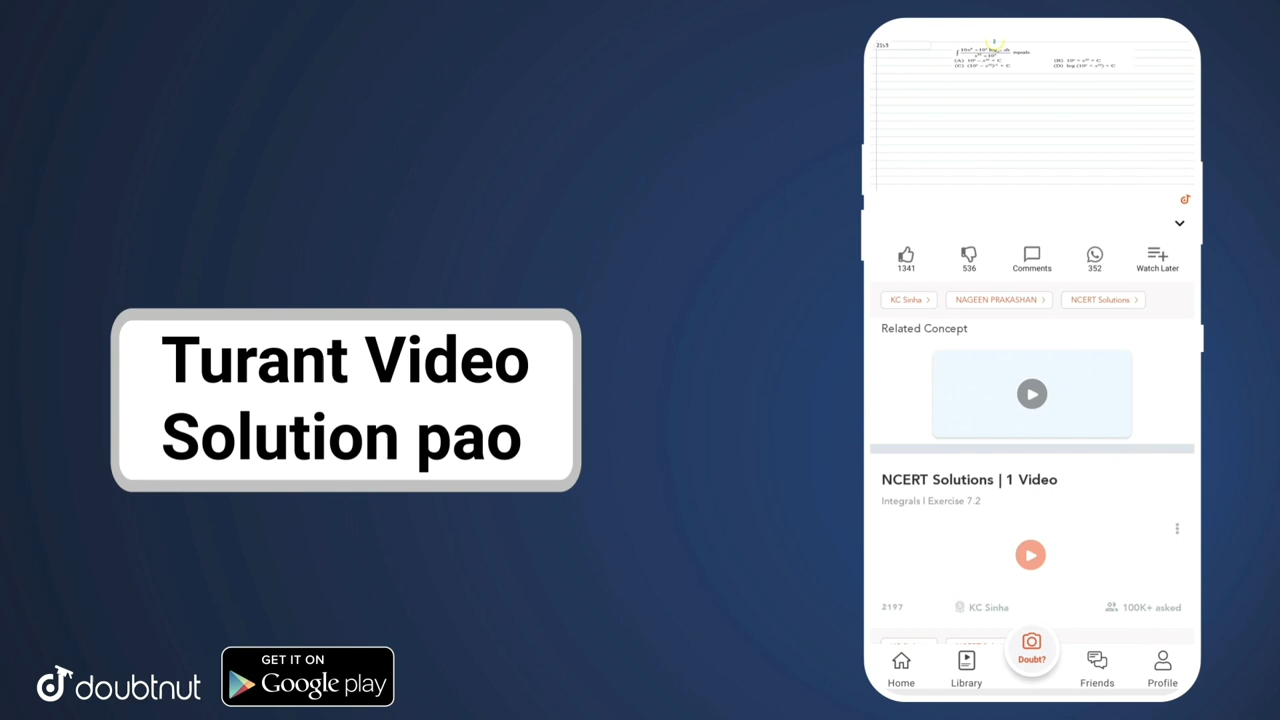 Turant Video
Solution pao
doubtnut
GET IT ON
Google play
2153
equals
1341
536
Comments
352
Watch Later
KC Sinha >
NAGEEN PRAKASHAN >
NCERT Solutions >
Related Concept
NCERT Solutions | 1 Video
Integrals | Exercise 7.2
2197
KC Sinha
100K+ asked
Doubt?
Home
Library
Friends
Profile